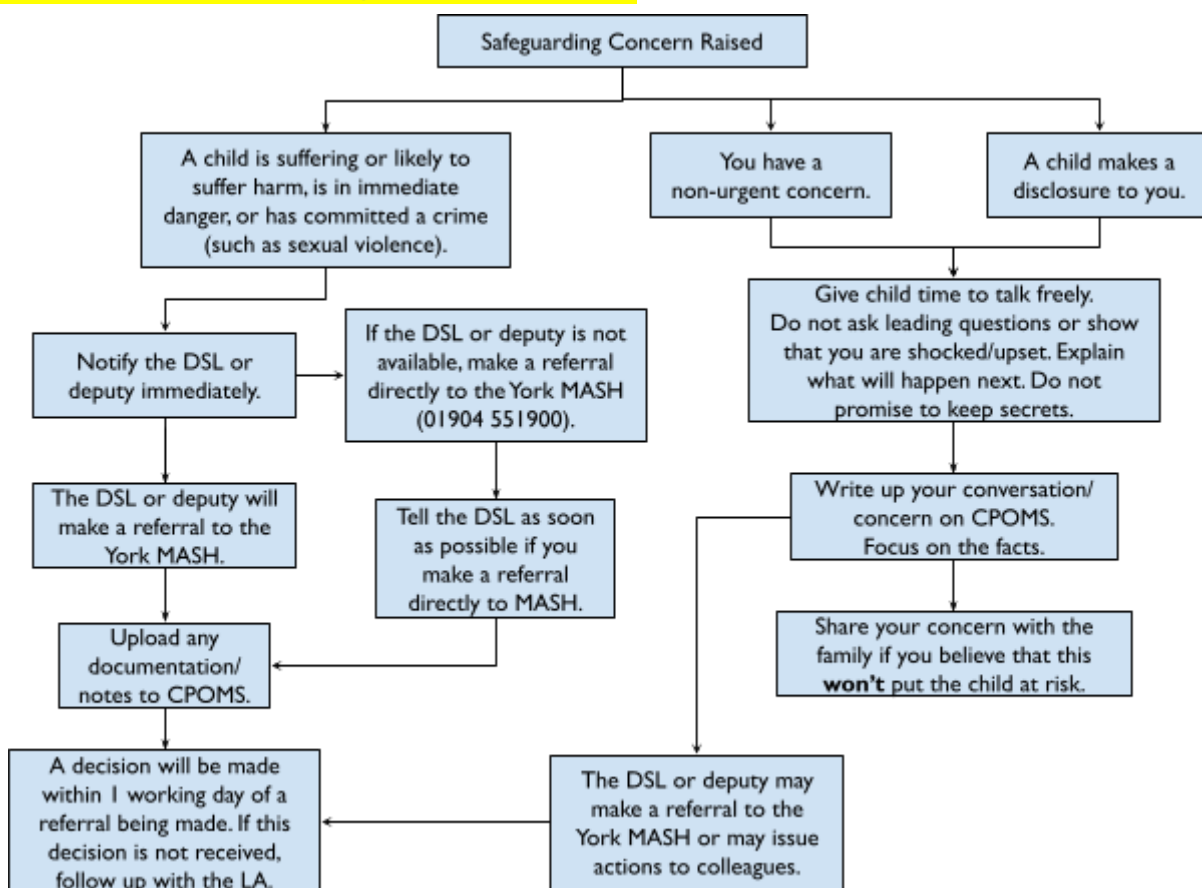 Safeguarding Concern Raised
A child is suffering or likely to
suffer harm, is in immediate
danger, or has committed a crime
(such as sexual violence).
You have a
non-urgent concern.
A child makes a
disclosure to you.
Give child time to talk freely.
Do not ask leading questions or show
that you are shocked/upset. Explain
what will happen next. Do not
promise to keep secrets.
Notify the DSL or
deputy immediately.
If the DSL or deputy is not
available, make a referral
directly to the York MASH
(01904 551900).
The DSL or deputy will
make a referral to the
York MASH.
Tell the DSL as soon
as possible if you
make a referral
directly to MASH.
Write up your conversation/
concern on CPOMS.
Focus on the facts.
Upload any
documentation/
notes to CPOMS.
Share your concern with the
family if you believe that this
won't put the child at risk.
A decision will be made
within 1 working day of a
referral being made. If this
decision is not received,
follow up with the LA.
The DSL or deputy may
make a referral to the
York MASH or may issue
actions to colleagues.